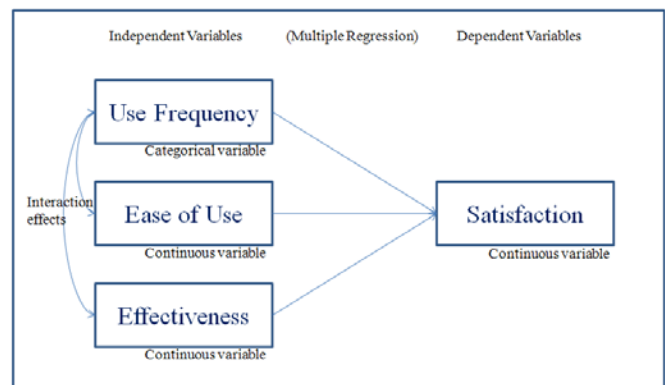 Independent Variables (Multiple Regression) Dependent Variables
Use Frequency
Categorical variable
Interaction
effects
Ease of Use
Continuous variable
Satisfaction
Continuous variable
Effectiveness
Continuous variable